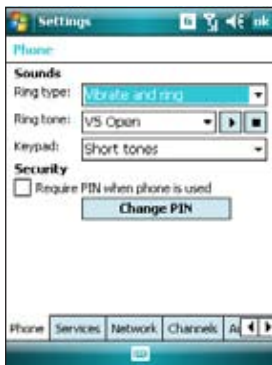 Settings ok
Phone
Sounds
Ring type: Vibrate and ring
Ring tone: VS Open
Keypad: Short tones
Security
Require PIN when phone is used
Change PIN
Phone Services Network Channels